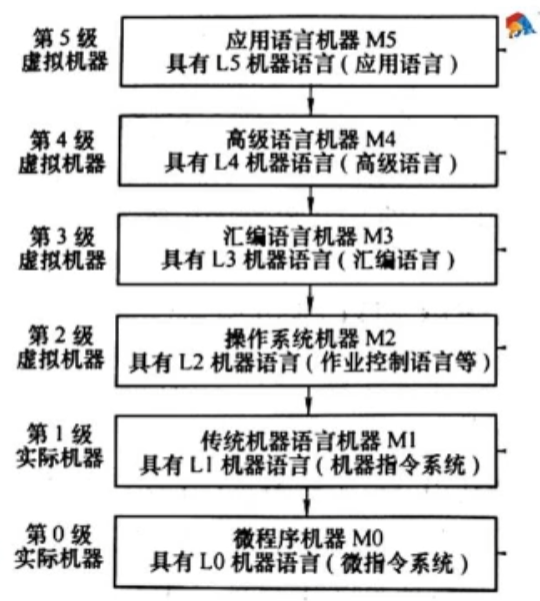 第 5 级
虚拟机器
应用语言机器 M5
具有 L5 机器语言 ( 应用语言 )
第 4 级
虚拟机器
高级语言机器 M4
具有 L4 机器语言 ( 高级语言 )
第 3 级
虚拟机器
汇编语言机器 M3
具有 L3 机器语言 ( 汇编语言 )
第 2 级
虚拟机器
操作系统机器 M2
具有 L2 机器语言 ( 作业控制语言等 )
第 1 级
实际机器
传统机器语言机器 M1
具有 L1 机器语言 ( 机器指令系统 )
第 0 级
实际机器
微程序机器 M0
具有 L0 机器语言 ( 微指令系统 )